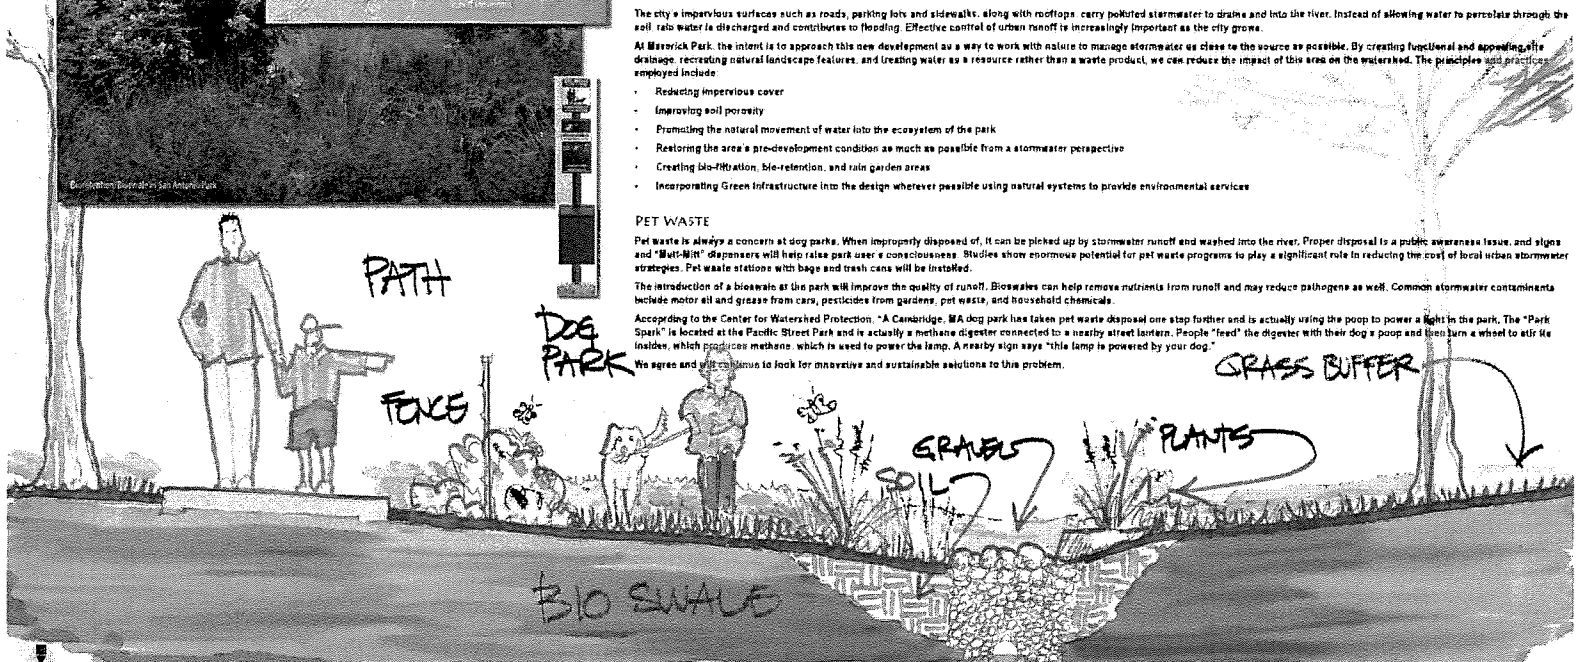 The city's impervious surfaces such as roads, parking lots and sidewalks, along with rooftops, carry polluted stormwater to drains and into the river. Instead of allowing water to percolate through the
soil, rain water is discharged and contributes to flooding. Effective control of urban runoff is increasingly important as the city grows.
At Maverick Park, the intent is to approach this new development as a way to work with nature to manage stormwater as close to the source as possible. By creating functional and appealing site
drainage, recreating natural landscape features, and treating water as a resource rather than a waste product, we can reduce the impact of this area on the watershed. The principles and practices
employed include:
• Reducing impervious cover
• Improving soil porosity
• Promoting the natural movement of water into the ecosystem of the park
• Restoring the area's pre-development condition as much as possible from a stormwater perspective
• Creating bio-filtration, bio-retention, and rain garden areas
• Incorporating Green Infrastructure into the design wherever possible using natural systems to provide environmental services
Bioretention/Bioswale in San Antonio Park
PET WASTE
Pet waste is always a concern at dog parks. When improperly disposed of, it can be picked up by stormwater runoff and washed into the river. Proper disposal is a public awareness issue, and signs
and "Mutt-Mitt" dispensers will help raise park user's consciousness. Studies show enormous potential for pet waste programs to play a significant role in reducing the cost of local urban stormwater
strategies. Pet waste stations with bags and trash cans will be installed.
The introduction of a bioswale at the park will improve the quality of runoff. Bioswales can help remove nutrients from runoff and may reduce pathogens as well. Common stormwater contaminants
include motor oil and grease from cars, pesticides from gardens, pet waste, and household chemicals.
According to the Center for Watershed Protection, "A Cambridge, MA dog park has taken pet waste disposal one step further and is actually using the poop to power a light in the park. The "Park
Spark" is located at the Pacific Street Park and is actually a methane digester connected to a nearby street lantern. People "feed" the digester with their dog's poop and then turn a wheel to stir the
insides, which produces methane, which is used to power the lamp. A nearby sign says "this lamp is powered by your dog."
We agree and will continue to look for innovative and sustainable solutions to this problem.
PATH
DOG
PARK
FENCE
GRASS BUFFER
GRAVEL
PLANTS
SOIL
BIO SWALE